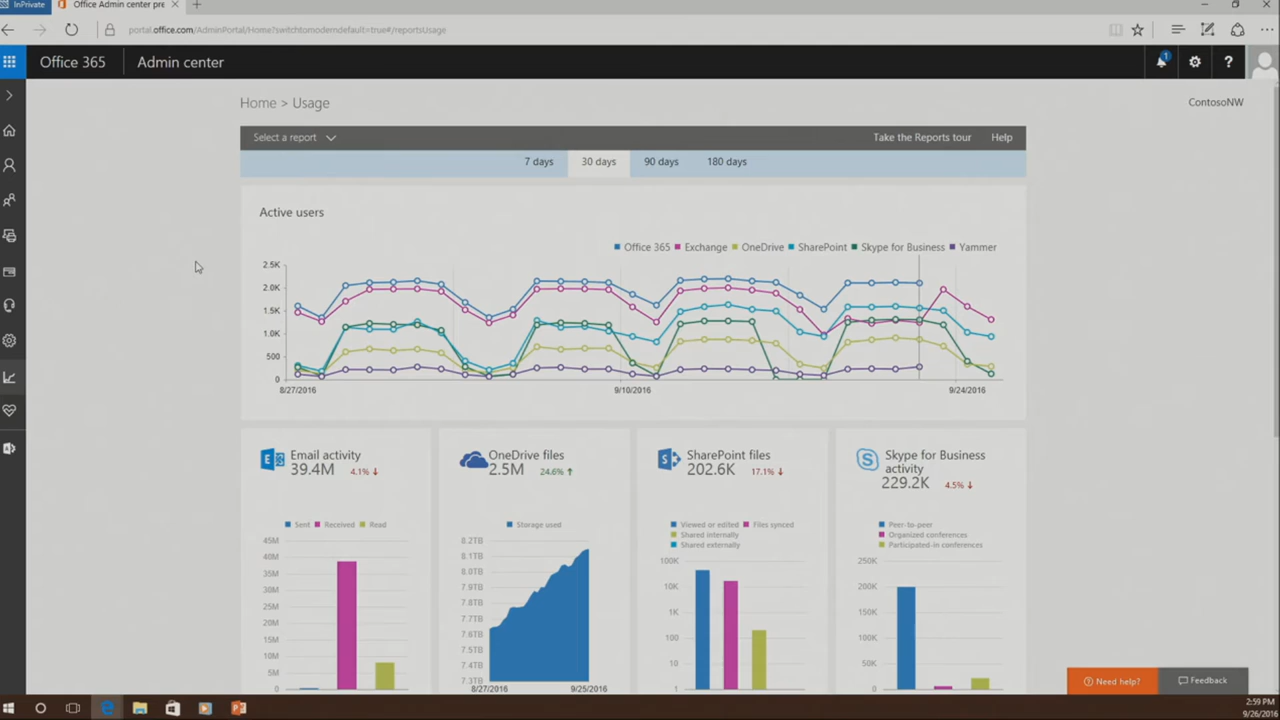 InPrivate
Office Admin center pre
portal.office.com/AdminPortal/Home?switchtomoderndefault=true#/reportsUsage
Office 365 Admin center
1
Home > Usage
ContosoNW
Select a report
Take the Reports tour Help
7 days 30 days 90 days 180 days
Active users
Office 365 Exchange OneDrive SharePoint Skype for Business Yammer
2.5K
2.0K
1.5K
1.0K
500
0
8/27/2016 9/10/2016 9/24/2016
Email activity
39.4M 4.1%
Sent Received Read
45M
40M
35M
30M
25M
20M
15M
10M
5M
0
OneDrive files
2.5M 24.6%
Storage used
8.2TB
8.1TB
8.0TB
7.8TB
7.7TB
7.6TB
7.5TB
7.4TB
7.3TB
8/27/2016 9/25/2016
SharePoint files
202.6K 17.1%
Viewed or edited Files synced
Shared internally
Shared externally
100K
10K
1K
100
10
1
Skype for Business
activity
229.2K 4.5%
Peer-to-peer
Organized conferences
Participated-in conferences
250K
200K
150K
100K
50K
0
Need help? Feedback
2:59 PM
9/26/2016